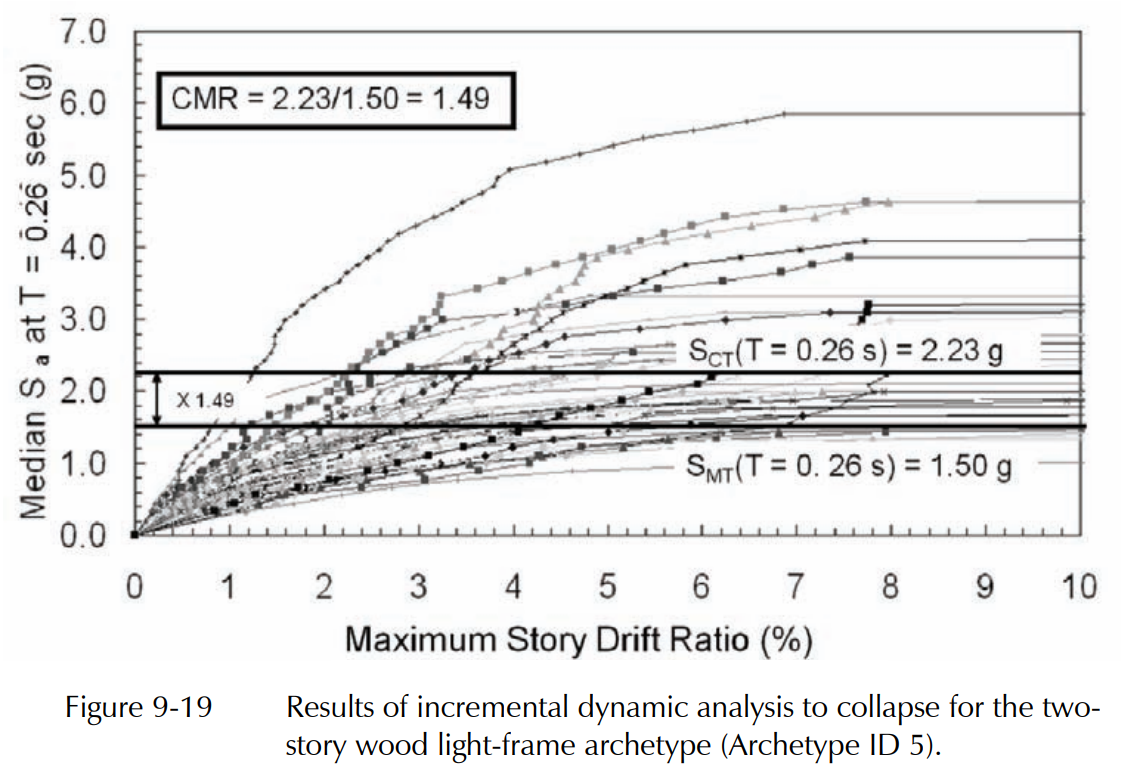 7.0
CMR = 2.23/1.50 = 1.49
6.0
5.0
4.0
3.0
2.0
1.0
0.0
Median S a at T = 0.26 sec (g)
S_CT(T = 0.26 s) = 2.23 g
X 1.49
S_MT(T = 0. 26 s) = 1.50 g
0 1 2 3 4 5 6 7 8 9 10
Maximum Story Drift Ratio (%)
Figure 9-19 Results of incremental dynamic analysis to collapse for the two-
story wood light-frame archetype (Archetype ID 5).